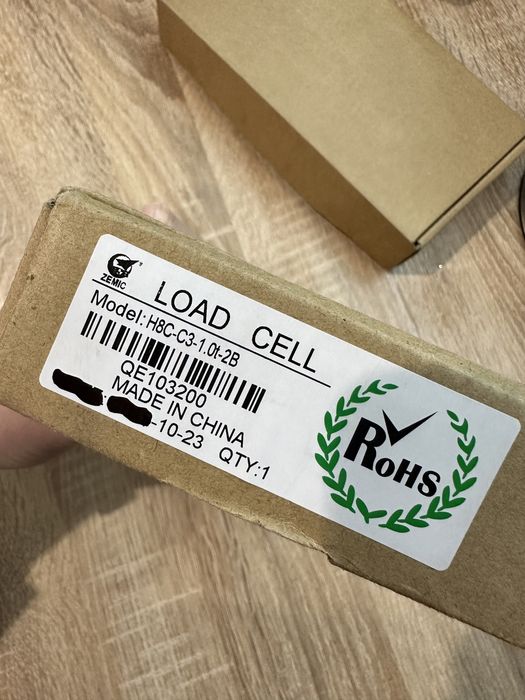 ZEMIC
LOAD CELL
Model: H8C-C3-1.0t-2B
QE103200
MADE IN CHINA
-10-23 QTY:1
RoHS